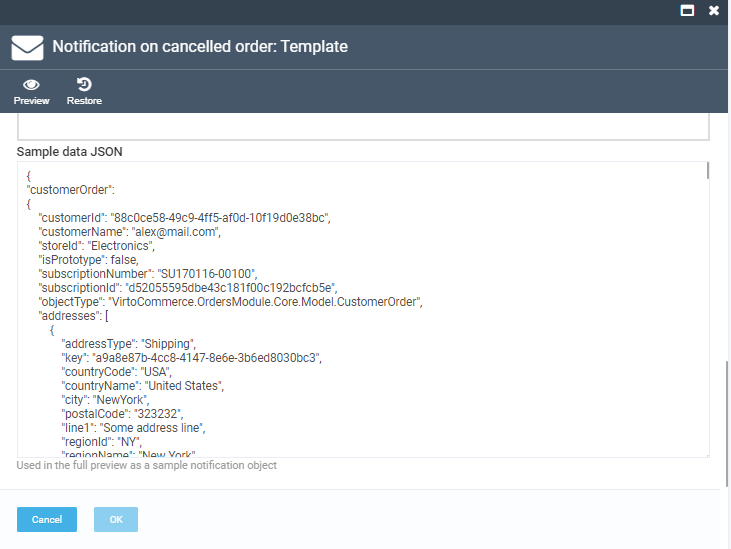 Notification on cancelled order: Template
Preview Restore
Sample data JSON
{
"customerOrder":
{
"customerId": "88c0ce58-49c9-4ff5-af0d-10f19d0e38bc",
"customerName": "alex@mail.com",
"storeId": "Electronics",
"isPrototype": false,
"subscriptionNumber": "SU170116-00100",
"subscriptionId": "d52055595dbe43c181f00c192bcfcb5e",
"objectType": "VirtoCommerce.OrdersModule.Core.Model.CustomerOrder",
"addresses": [
{
"addressType": "Shipping",
"key": "a9a8e87b-4cc8-4147-8e6e-3b6ed8030bc3",
"countryCode": "USA",
"countryName": "United States",
"city": "NewYork",
"postalCode": "323232",
"line1": "Some address line",
"regionId": "NY",
"regionName": "New York"
Used in the full preview as a sample notification object
Cancel OK